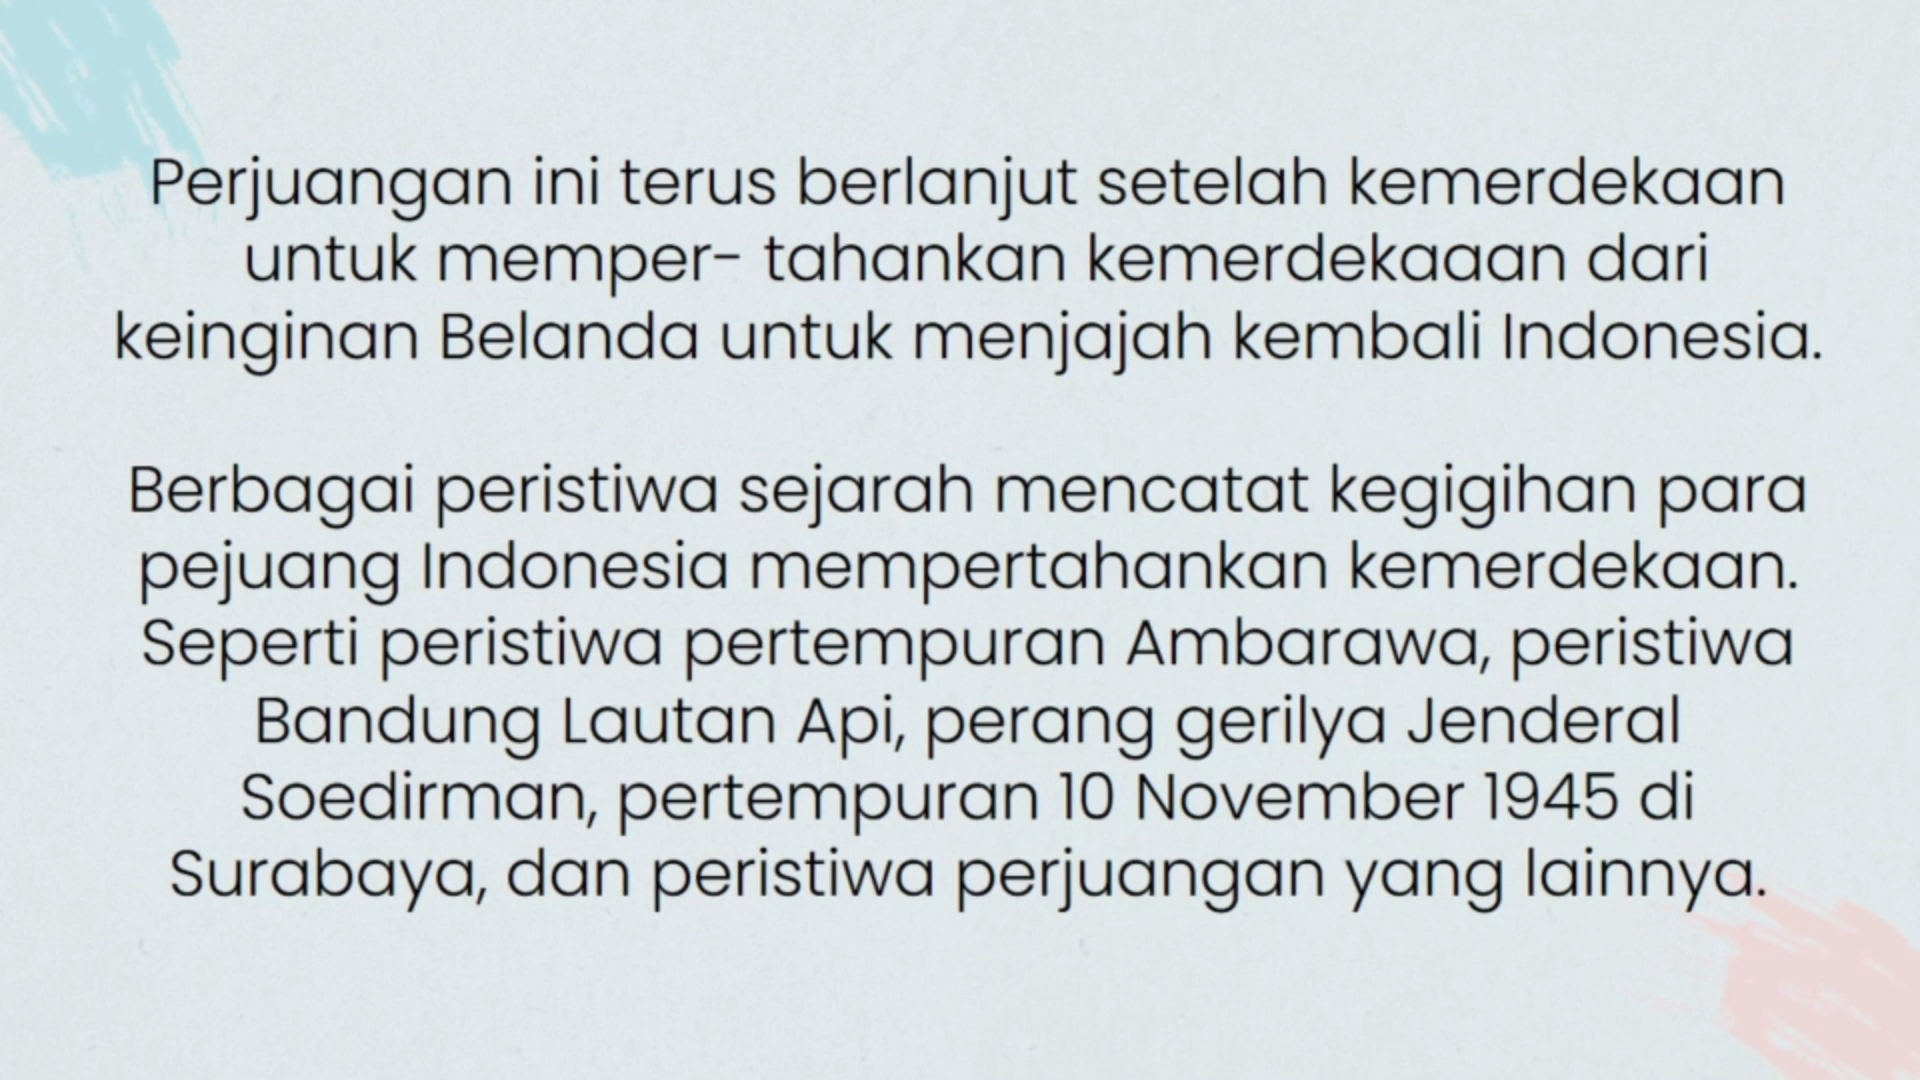 Perjuangan ini terus berlanjut setelah kemerdekaan
untuk memper- tahankan kemerdekaaan dari
keinginan Belanda untuk menjajah kembali Indonesia.
Berbagai peristiwa sejarah mencatat kegigihan para
pejuang Indonesia mempertahankan kemerdekaan.
Seperti peristiwa pertempuran Ambarawa, peristiwa
Bandung Lautan Api, perang gerilya Jenderal
Soedirman, pertempuran 10 November 1945 di
Surabaya, dan peristiwa perjuangan yang lainnya.